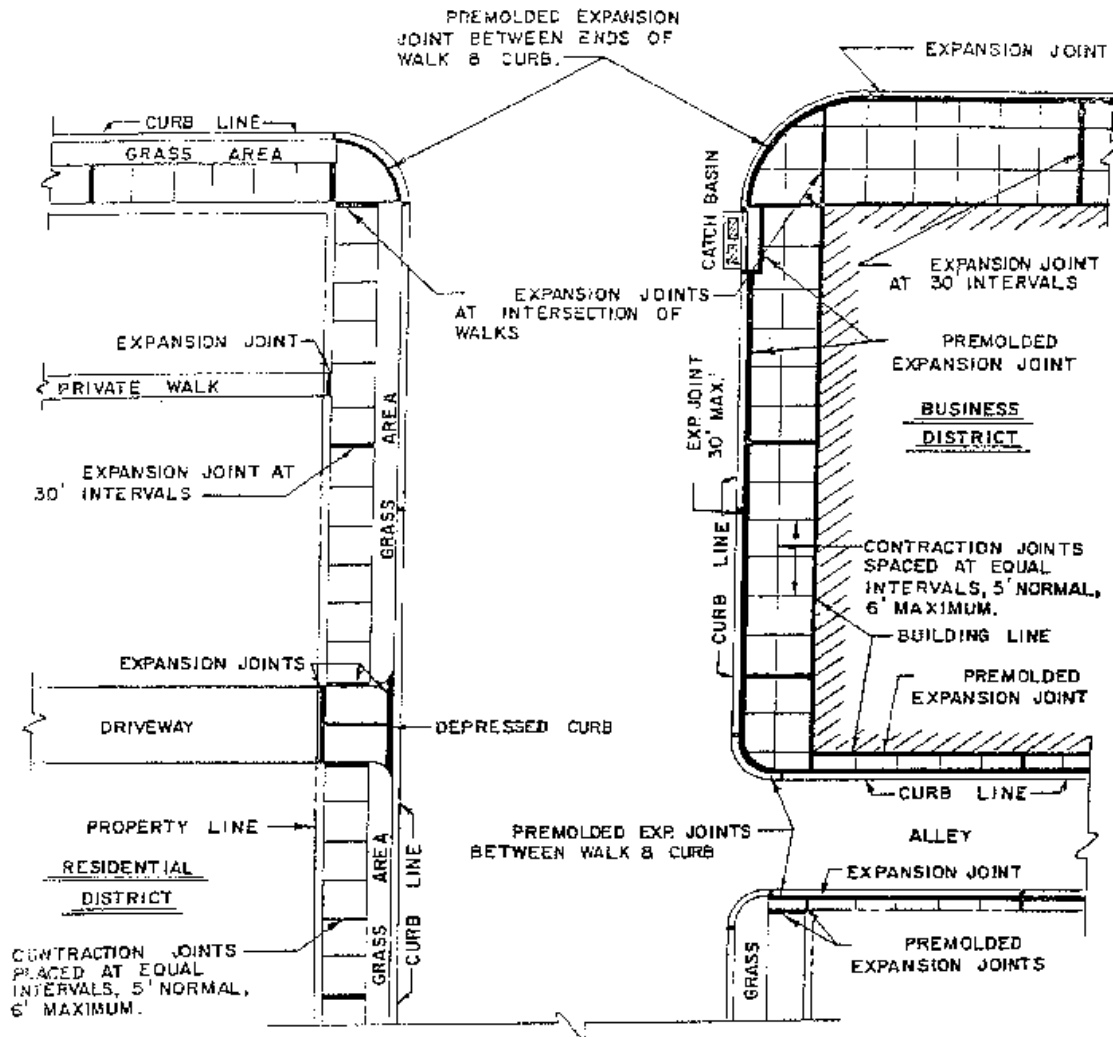 PREMOLDED EXPANSION
JOINT BETWEEN ENDS OF
WALK & CURB.
EXPANSION JOINT
CURB LINE
GRASS AREA
CATCH BASIN
EXPANSION JOINTS
AT INTERSECTION OF
WALKS
EXPANSION JOINT
AT 30' INTERVALS
EXPANSION JOINT
PRIVATE WALK
PREMOLDED
EXPANSION JOINT
EXP. JOINT
30' MAX.
BUSINESS
DISTRICT
GRASS AREA
EXPANSION JOINT AT
30' INTERVALS
CURB LINE
CONTRACTION JOINTS
SPACED AT EQUAL
INTERVALS, 5' NORMAL,
6' MAXIMUM.
BUILDING LINE
EXPANSION JOINTS
PREMOLDED
EXPANSION JOINT
DRIVEWAY
DEPRESSED CURB
CURB LINE
PROPERTY LINE
PREMOLDED EXP. JOINTS
BETWEEN WALK & CURB
ALLEY
RESIDENTIAL
DISTRICT
GRASS AREA
CURB LINE
EXPANSION JOINT
CONTRACTION JOINTS
PLACED AT EQUAL
INTERVALS, 5' NORMAL,
6' MAXIMUM.
GRASS
PREMOLDED
EXPANSION JOINTS